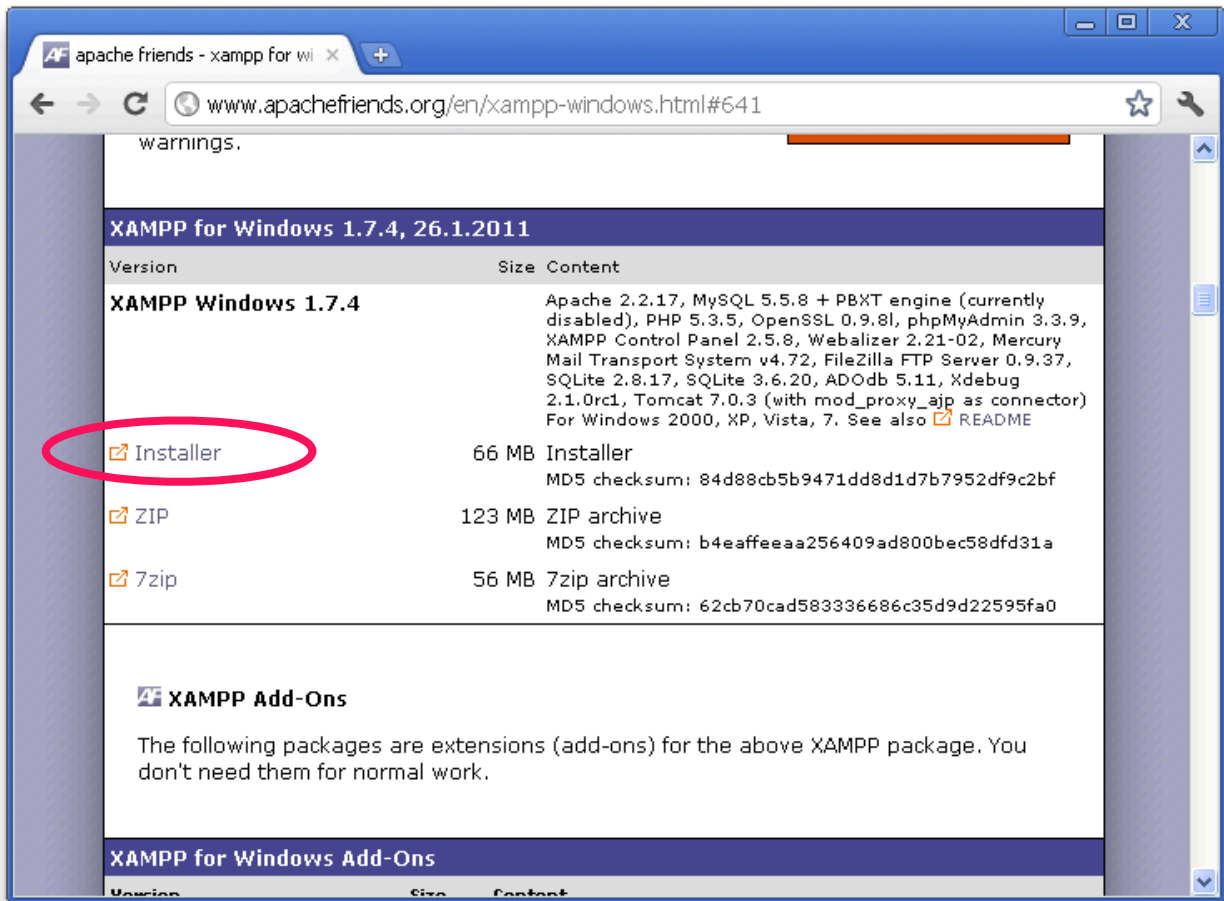 AF apache friends - xampp for wi
www.apachefriends.org/en/xampp-windows.html#641
warnings.
XAMPP for Windows 1.7.4, 26.1.2011
Version Size Content
XAMPP Windows 1.7.4 Apache 2.2.17, MySQL 5.5.8 + PBXT engine (currently
disabled), PHP 5.3.5, OpenSSL 0.9.8l, phpMyAdmin 3.3.9,
XAMPP Control Panel 2.5.8, Webalizer 2.21-02, Mercury
Mail Transport System v4.72, FileZilla FTP Server 0.9.37,
SQLite 2.8.17, SQLite 3.6.20, ADOdb 5.11, Xdebug
2.1.0rc1, Tomcat 7.0.3 (with mod_proxy_ajp as connector)
For Windows 2000, XP, Vista, 7. See also README
Installer 66 MB Installer
MD5 checksum: 84d88cb5b9471dd8d1d7b7952df9c2bf
ZIP 123 MB ZIP archive
MD5 checksum: b4eaffeeaa256409ad800bec58dfd31a
7zip 56 MB 7zip archive
MD5 checksum: 62cb70cad583336686c35d9d22595fa0
AF XAMPP Add-Ons
The following packages are extensions (add-ons) for the above XAMPP package. You
don't need them for normal work.
XAMPP for Windows Add-Ons
Version Size Content